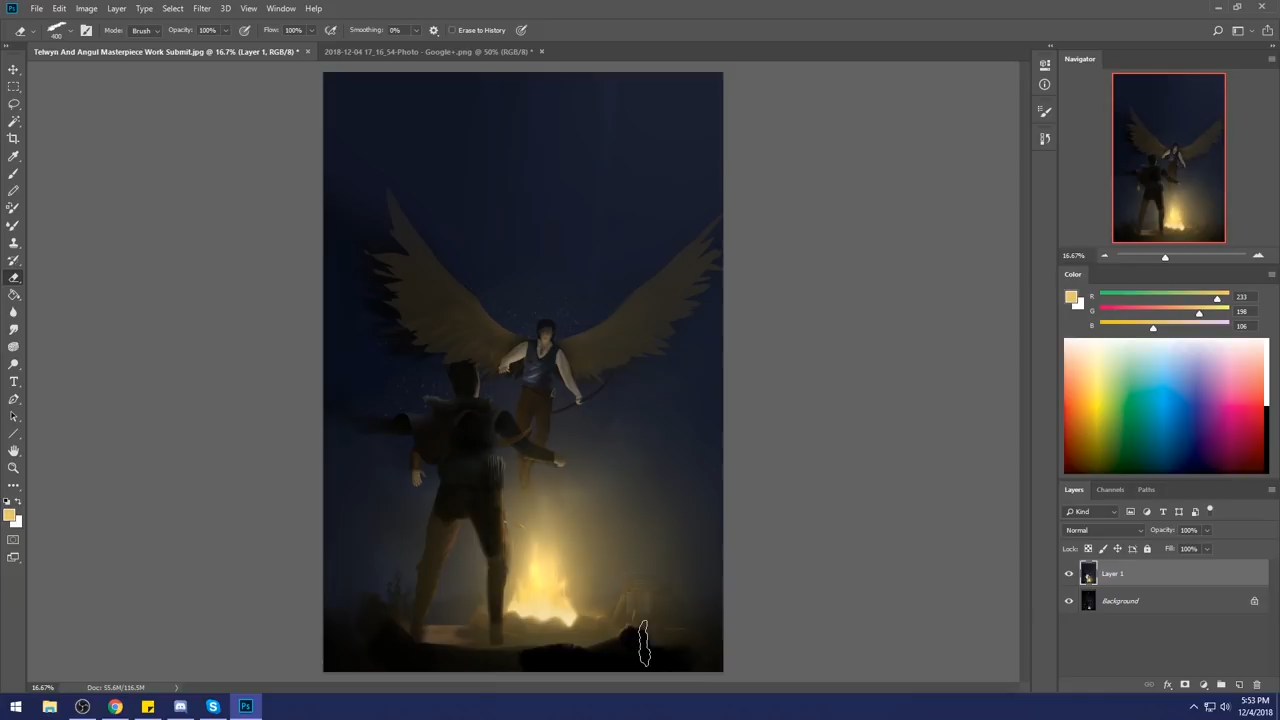 Ps File Edit Image Layer Type Select Filter 3D View Window Help
400 Mode: Brush Opacity: 100% Flow: 100% Smoothing: 0% Erase to History
Telwyn And Angul Masterpiece Work Submit.jpg @ 16.7% (Layer 1, RGB/8) *
2018-12-04 17_16_54-Photo - Google+.png @ 50% (RGB/8) *
Navigator
16.67%
Color
R 233
G 198
B 106
Layers Channels Paths
Kind
Normal Opacity: 100%
Lock: Fill: 100%
Layer 1
Background
16.67% Doc: 55.6M/116.5M
Ps
5:53 PM
12/4/2018